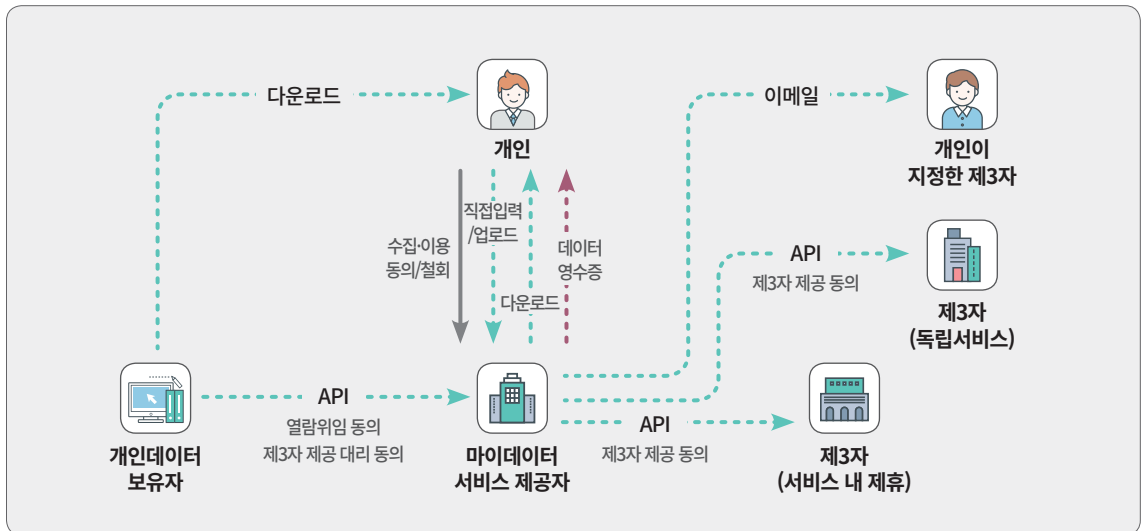 다운로드
개인
이메일
개인이
지정한 제3자
수집·이용
동의/철회
직접입력
/업로드
다운로드
데이터
영수증
API
제3자 제공 동의
제3자
(독립서비스)
개인데이터
보유자
API
열람위임 동의
제3자 제공 대리 동의
마이데이터
서비스 제공자
API
제3자 제공 동의
제3자
(서비스 내 제휴)